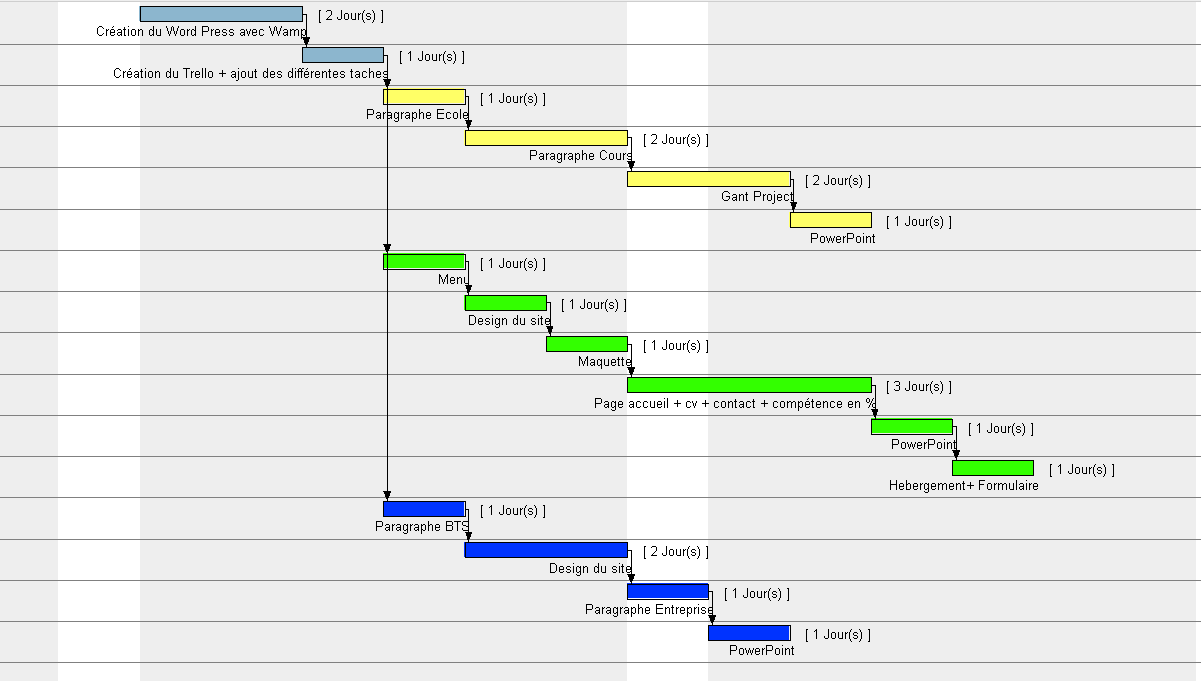 [ 2 Jour(s) ]
Création du Word Press avec Wamp
[ 1 Jour(s) ]
Création du Trello + ajout des différentes taches
[ 1 Jour(s) ]
Paragraphe Ecole
[ 2 Jour(s) ]
Paragraphe Cours
[ 2 Jour(s) ]
Gant Project
[ 1 Jour(s) ]
PowerPoint
[ 1 Jour(s) ]
Menu
[ 1 Jour(s) ]
Design du site
[ 1 Jour(s) ]
Maquette
[ 3 Jour(s) ]
Page accueil + cv + contact + compétence en %
[ 1 Jour(s) ]
PowerPoint
[ 1 Jour(s) ]
Hebergement+ Formulaire
[ 1 Jour(s) ]
Paragraphe BTS
[ 2 Jour(s) ]
Design du site
[ 1 Jour(s) ]
Paragraphe Entreprise
[ 1 Jour(s) ]
PowerPoint